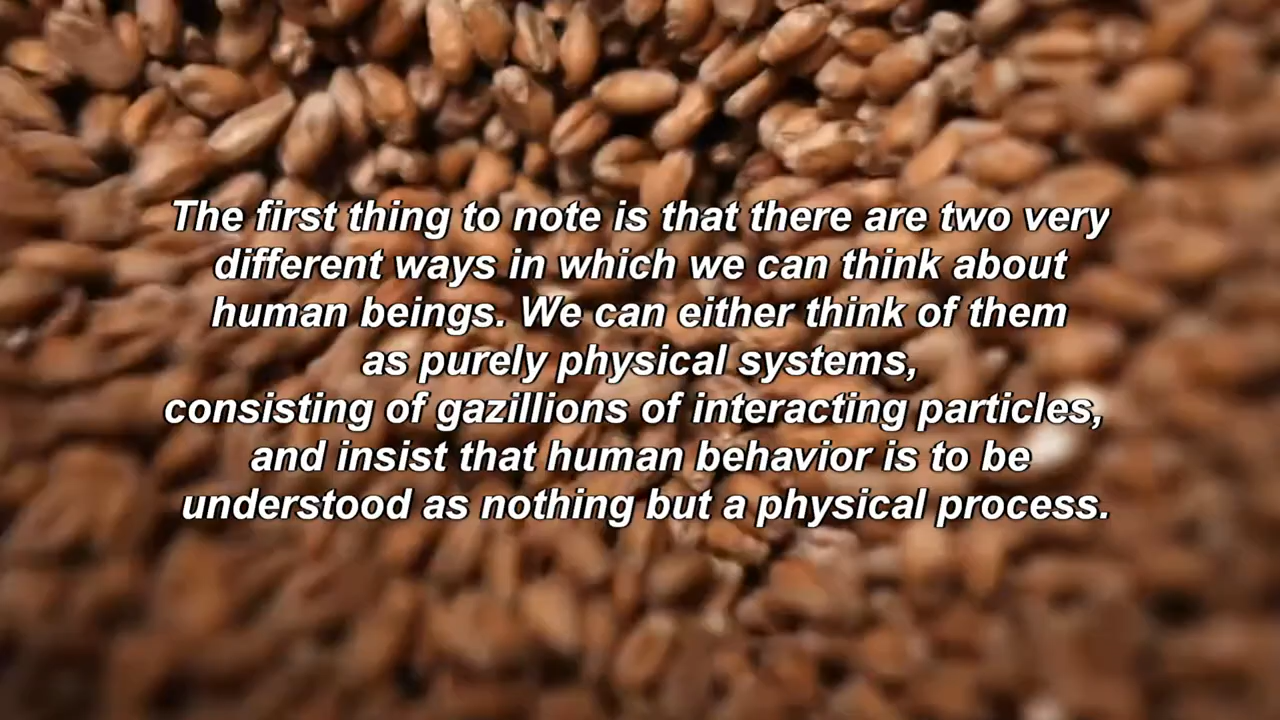 The first thing to note is that there are two very
different ways in which we can think about
human beings. We can either think of them
as purely physical systems,
consisting of gazillions of interacting particles,
and insist that human behavior is to be
understood as nothing but a physical process.